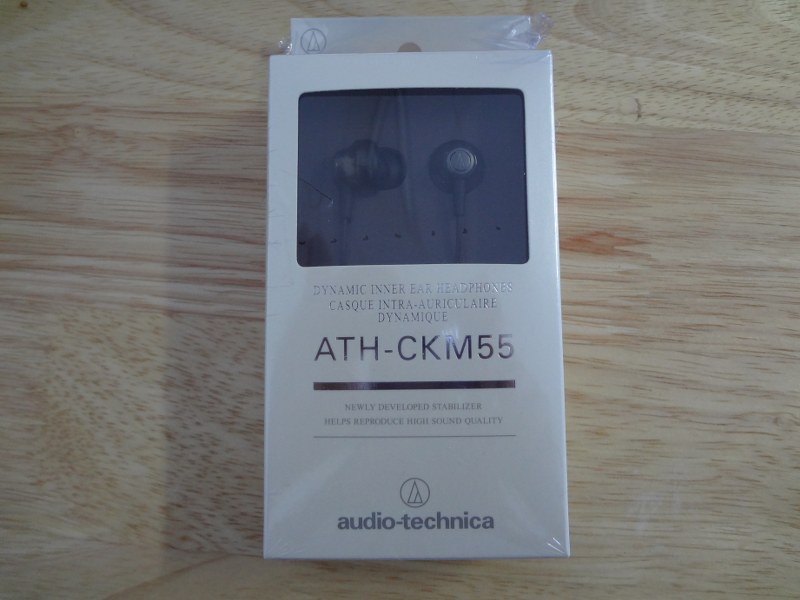 DYNAMIC INNER EAR HEADPHONES
CASQUE INTRA-AURICULAIRE
DYNAMIQUE
ATH-CKM55
NEWLY DEVELOPED STABILIZER
HELPS REPRODUCE HIGH SOUND QUALITY
audio-technica